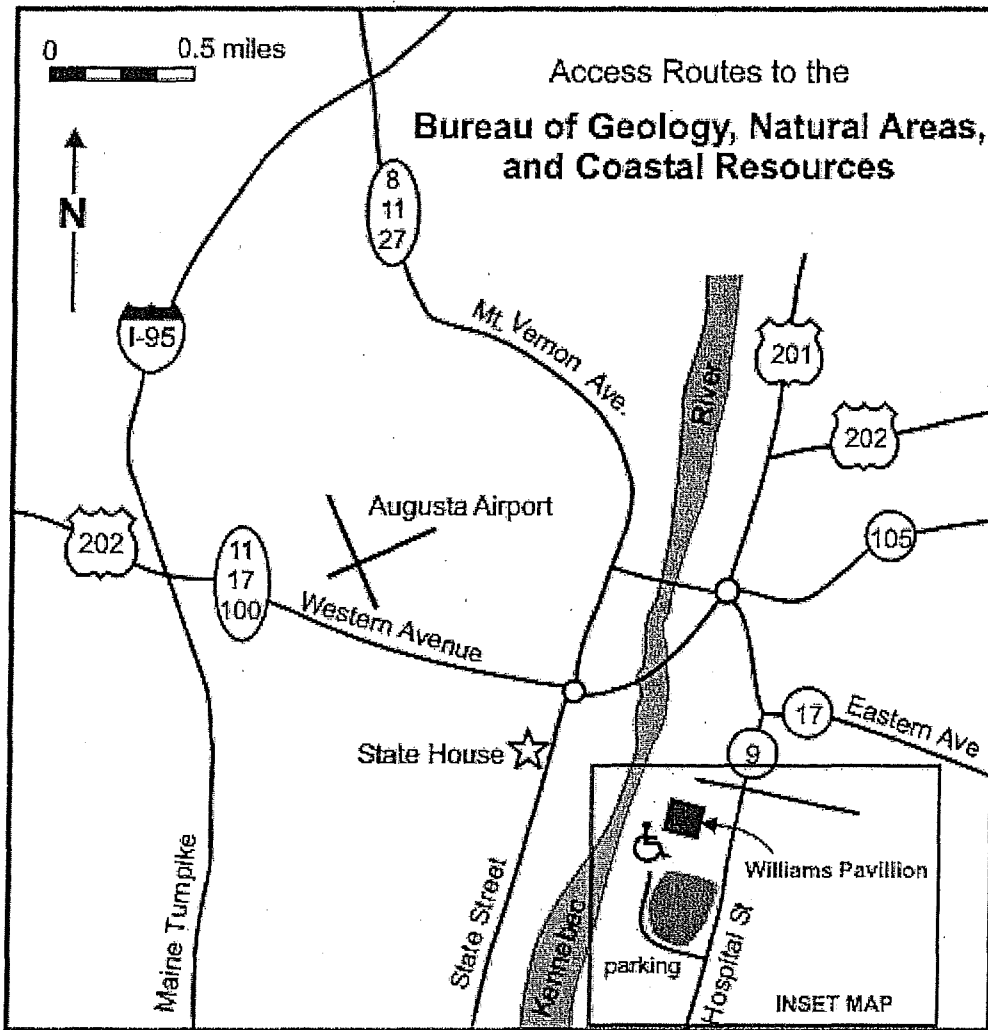 0 0.5 miles
Access Routes to the
Bureau of Geology, Natural Areas,
and Coastal Resources
N
8
11
27
I-95
Mt. Vernon Ave.
River
201
202
Augusta Airport
105
202
11
17
100
Western Avenue
17
Eastern Ave
State House
9
Williams Pavillion
State Street
Maine Turnpike
Kennebec
parking
Hospital St
INSET MAP